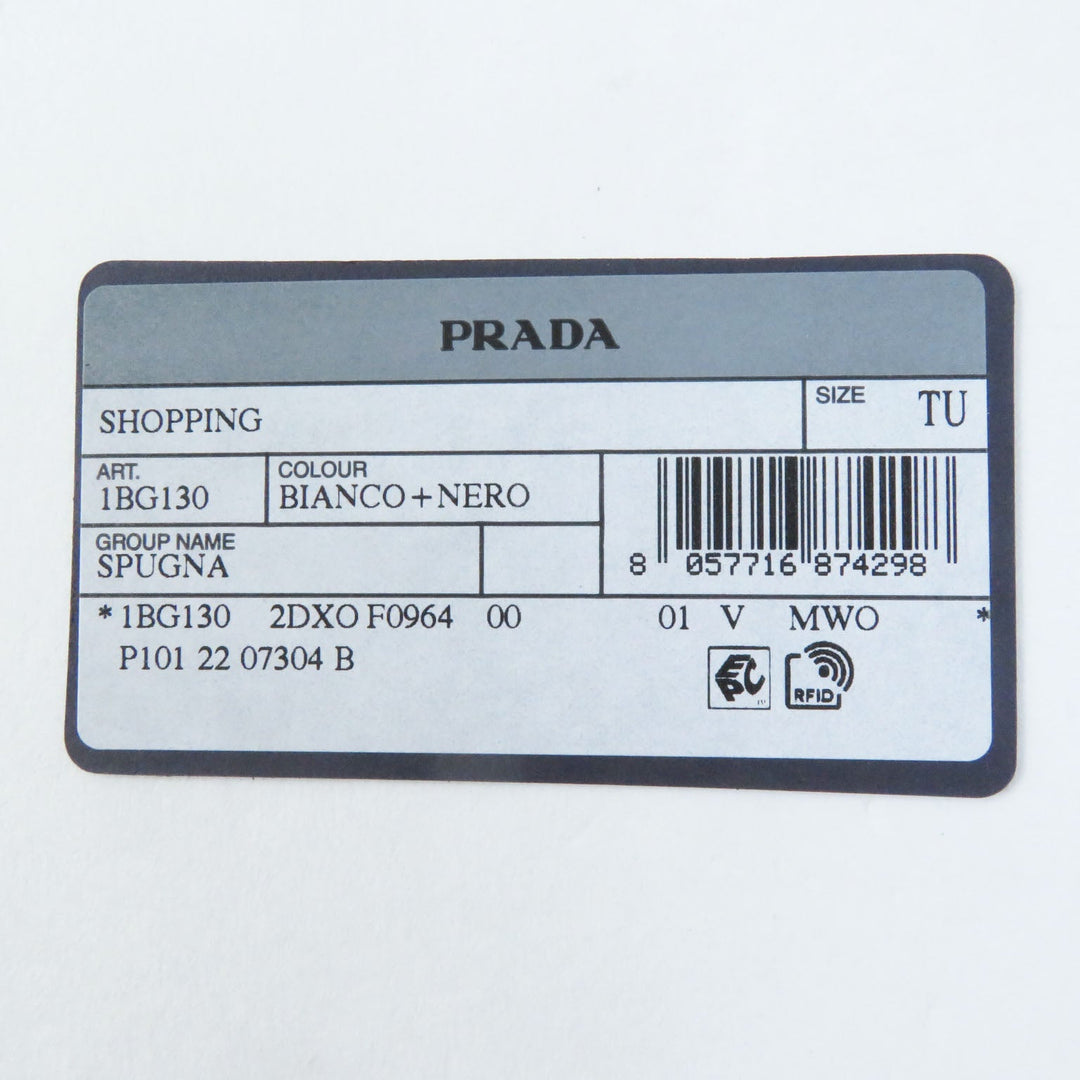 PRADA
SHOPPING
SIZE TU
ART.
1BG130
COLOUR
BIANCO+NERO
GROUP NAME
SPUGNA
8 057716 874298
*1BG130 2DXO F0964 00 01 V MWO *
P101 22 07304 B
EPC
RFID